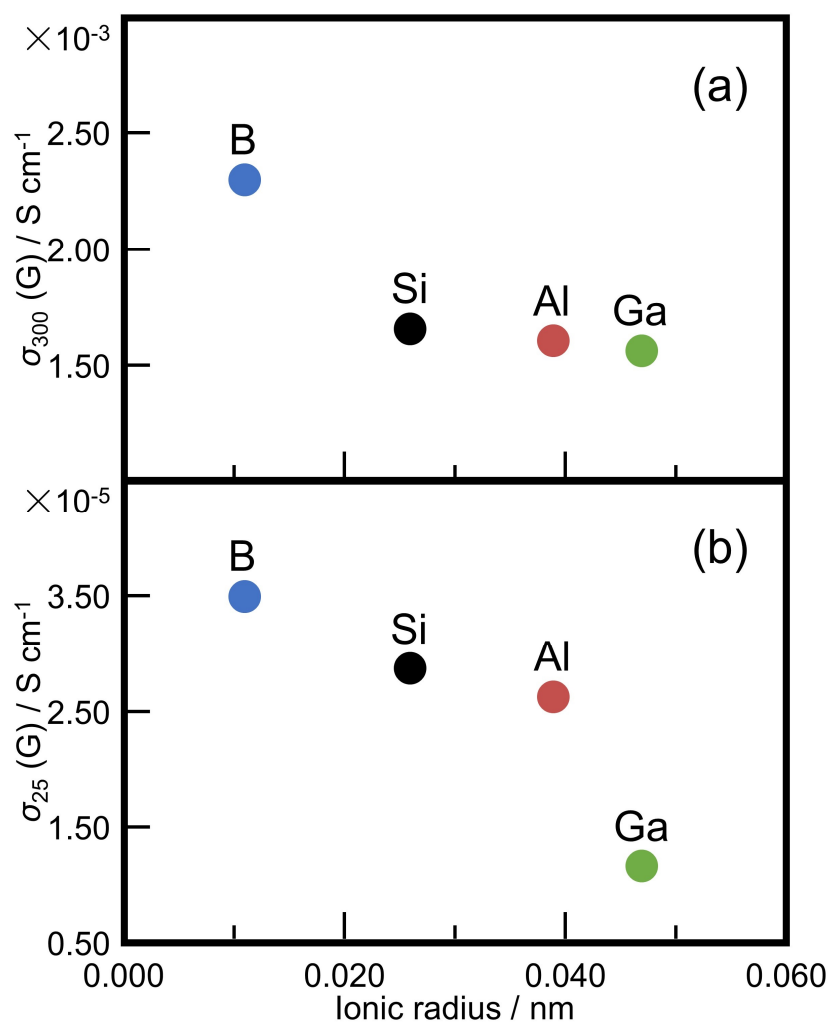 ×10⁻³
(a)
2.50
B
2.00
Si
Al
Ga
1.50
σ₃₀₀ (G) / S cm⁻¹
×10⁻⁵
(b)
B
3.50
Si
Al
2.50
Ga
1.50
0.50
σ₂₅ (G) / S cm⁻¹
0.000
0.020
0.040
0.060
Ionic radius / nm